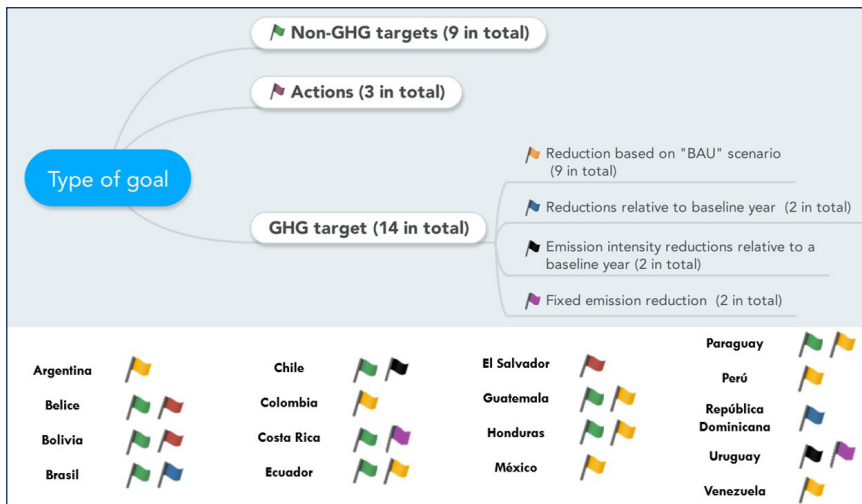 Non-GHG targets (9 in total)
Actions (3 in total)
Type of goal
GHG target (14 in total)
Reduction based on "BAU" scenario
(9 in total)
Reductions relative to baseline year (2 in total)
Emission intensity reductions relative to a
baseline year (2 in total)
Fixed emission reduction (2 in total)
Argentina
Belice
Bolivia
Brasil
Chile
Colombia
Costa Rica
Ecuador
El Salvador
Guatemala
Honduras
México
Paraguay
Perú
República
Dominicana
Uruguay
Venezuela